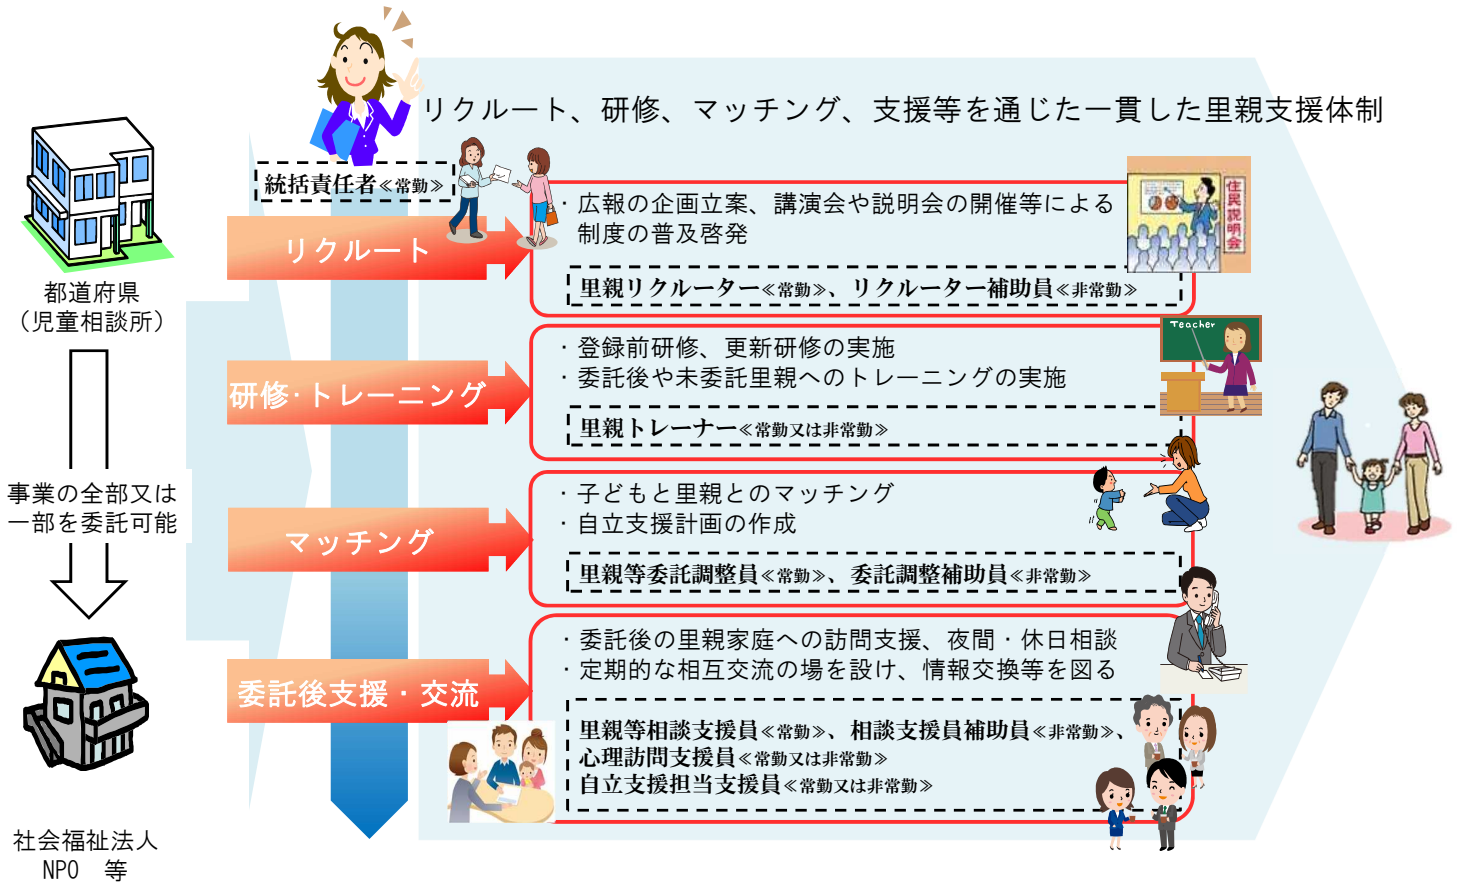 リクルート、研修、マッチング、支援等を通じた一貫した里親支援体制
都道府県
（児童相談所）
事業の全部又は
一部を委託可能
社会福祉法人
NPO　等
統括責任者≪常勤≫
リクルート
・広報の企画立案、講演会や説明会の開催等による
制度の普及啓発
里親リクルーター≪常勤≫、リクルーター補助員≪非常勤≫
住民説明会
研修・トレーニング
・登録前研修、更新研修の実施
・委託後や未委託里親へのトレーニングの実施
里親トレーナー≪常勤又は非常勤≫
Teacher
マッチング
・子どもと里親とのマッチング
・自立支援計画の作成
里親等委託調整員≪常勤≫、委託調整補助員≪非常勤≫
委託後支援・交流
・委託後の里親家庭への訪問支援、夜間・休日相談
・定期的な相互交流の場を設け、情報交換等を図る
里親等相談支援員≪常勤≫、相談支援員補助員≪非常勤≫、
心理訪問支援員≪常勤又は非常勤≫
自立支援担当支援員≪常勤又は非常勤≫